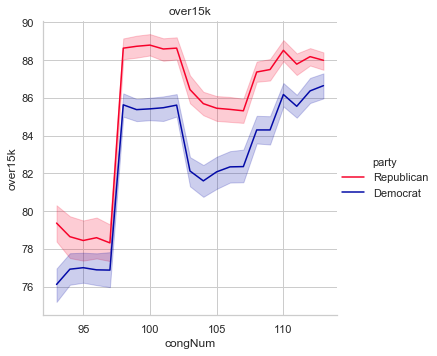 over15k
90
88
86
84
82
80
78
76
over15k
95
100
105
110
congNum
party
Republican
Democrat